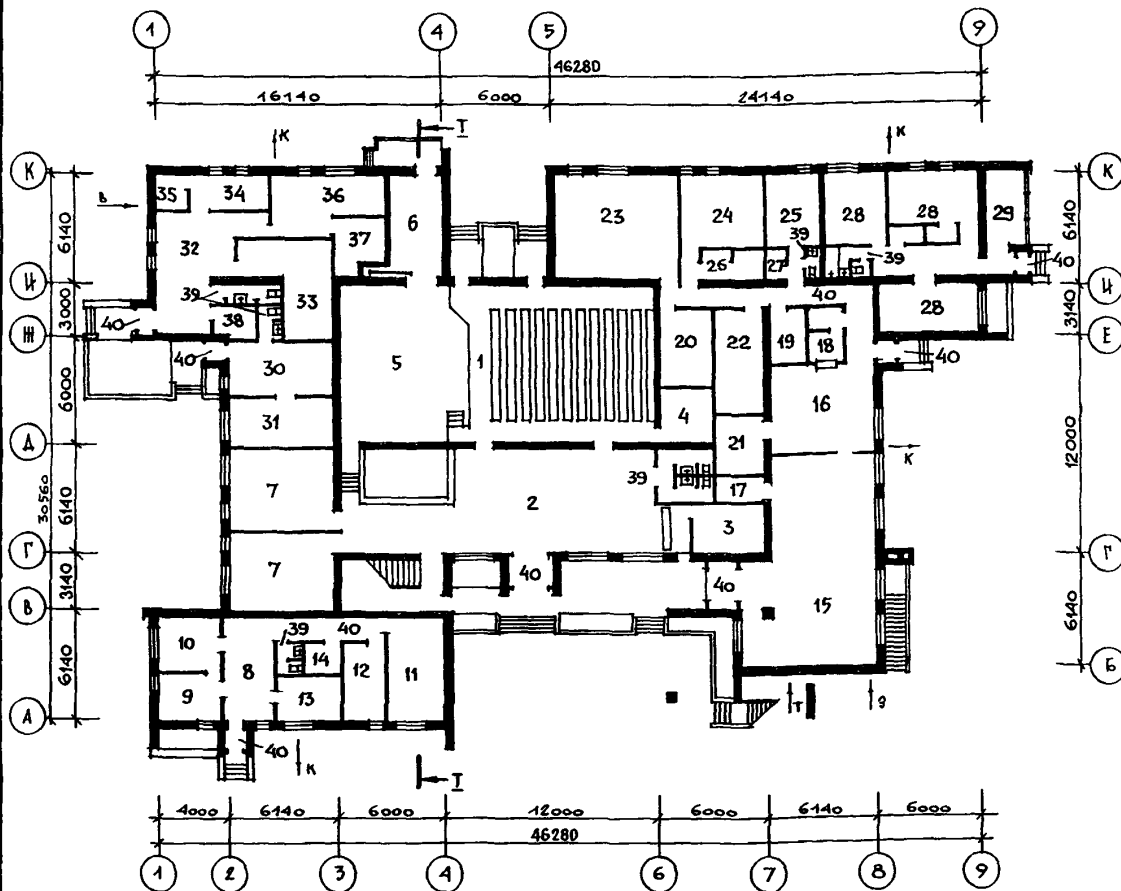 1 4 5 9
46280
16140 6000 24140
I
К К
К К
35 34 36 6 23 24 25 28 28 29
В
6140 6140
32 37 39 39
26 27 40
И И
39 33 40
3000 3140
40 38 20 22 19 18 28
Ж Е
40 30 5 1 40
6000 16
31 4
Д К 12000
21
7 39
30560 6140 17
2 3
Г Г
7 40 40
3140 15
В 6140
39 40
10 14 12 11 Б
8
6140 9 13
А Т З
40 К I
4000 6140 6000 12000 6000 6140 6000
46280
1 2 3 4 6 7 8 9